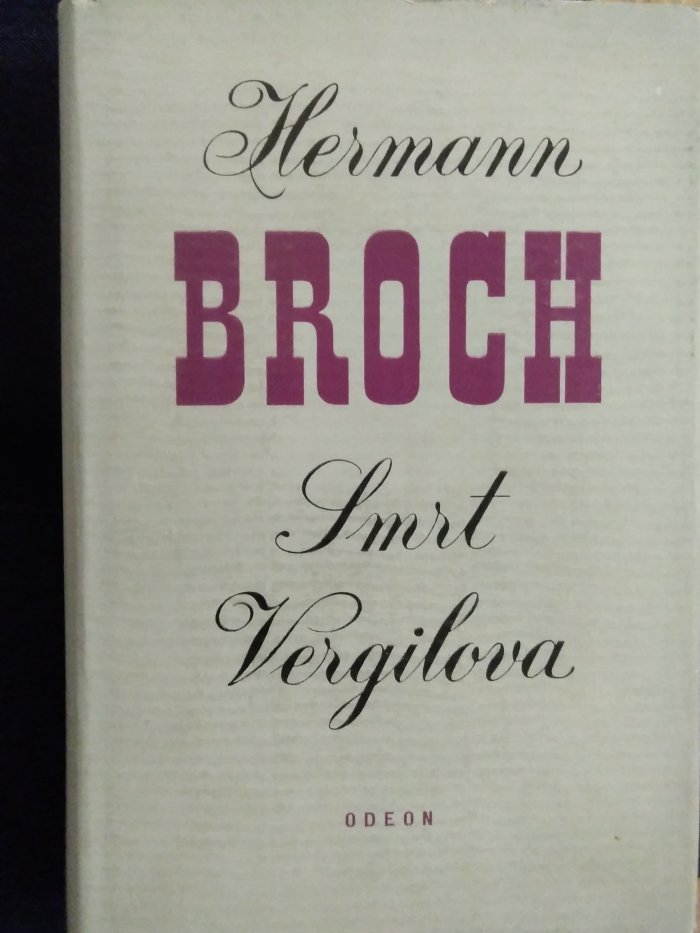 Hermann
BROCH
Smrt
Vergilova
ODEON